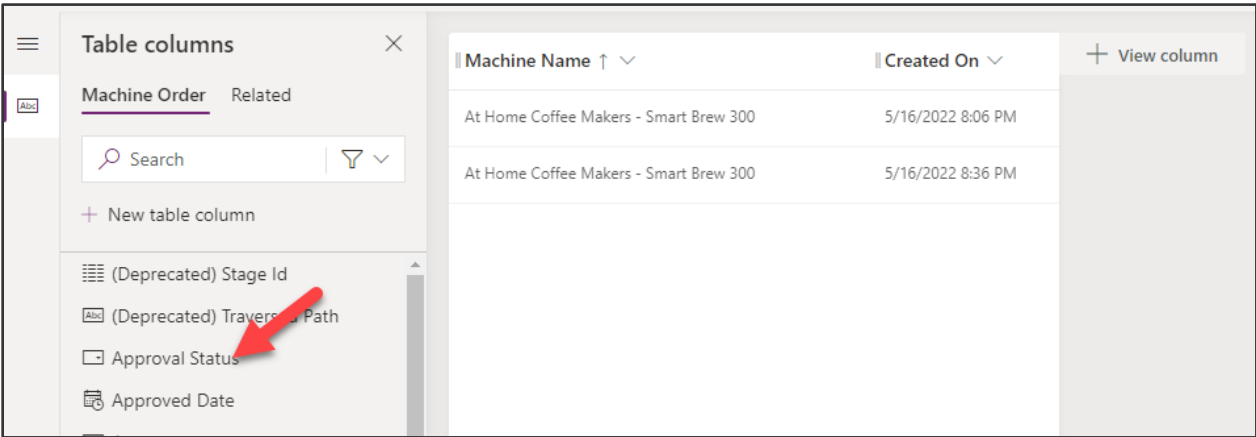 Table columns
Machine Order Related
Abc
Search
New table column
(Deprecated) Stage Id
Abc (Deprecated) Traversed Path
Approval Status
Approved Date
Machine Name ↑ Created On
At Home Coffee Makers - Smart Brew 300 5/16/2022 8:06 PM
At Home Coffee Makers - Smart Brew 300 5/16/2022 8:36 PM
+ View column